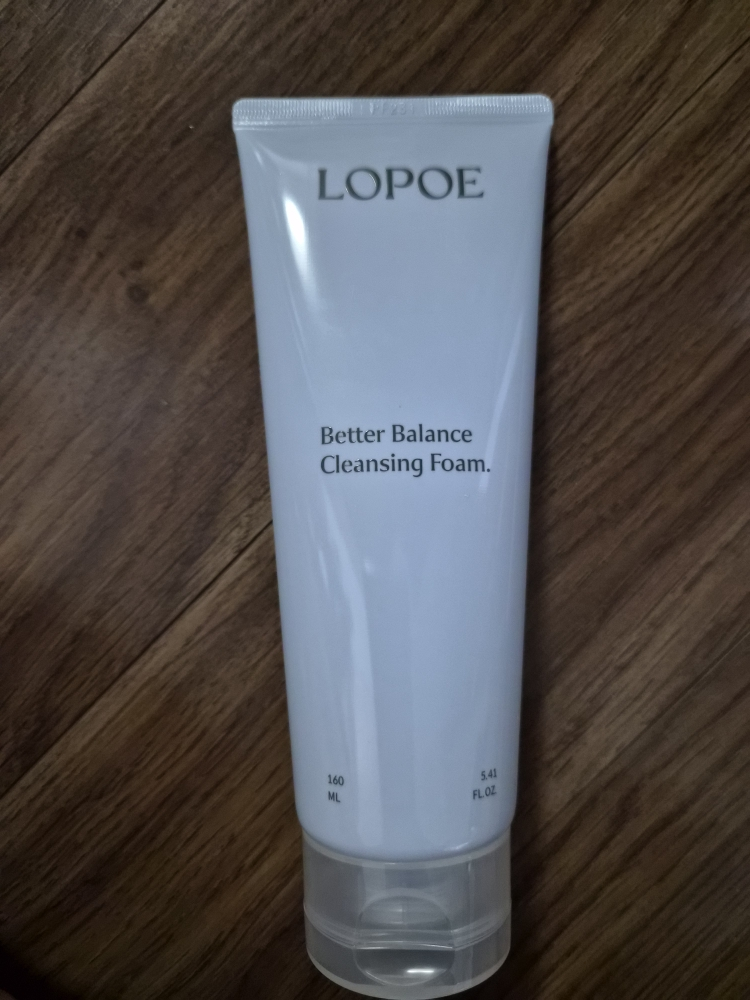 LOPOE
Better Balance
Cleansing Foam.
160
ML
5.41
FL.OZ.